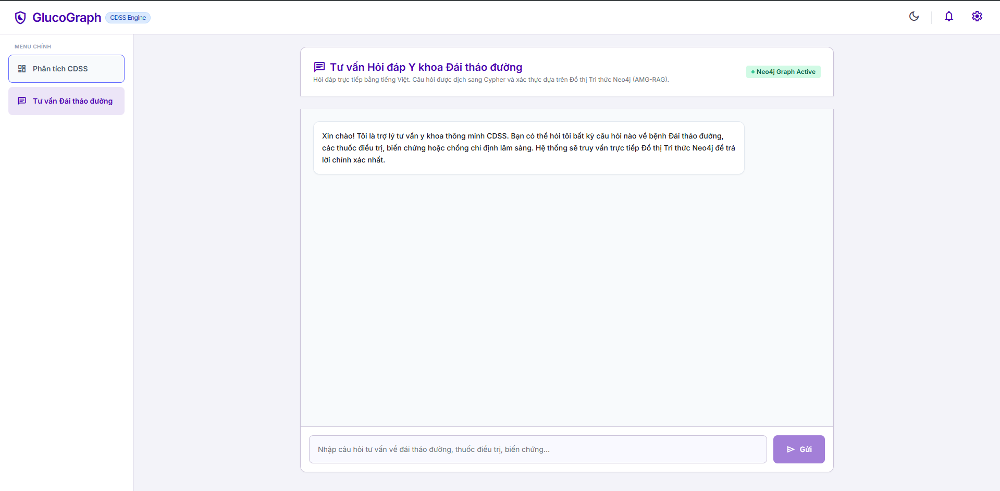 GlucoGraph
CDSS Engine
MENU CHÍNH
Phân tích CDSS
Tư vấn Đái tháo đường
Tư vấn Hỏi đáp Y khoa Đái tháo đường
Hỏi đáp trực tiếp bằng tiếng Việt. Câu hỏi được dịch sang Cypher và xác thực dựa trên Đồ thị Tri thức Neo4j (AMG-RAG).
Neo4j Graph Active
Xin chào! Tôi là trợ lý tư vấn y khoa thông minh CDSS. Bạn có thể hỏi tôi bất kỳ câu hỏi nào về bệnh Đái tháo đường,
các thuốc điều trị, biến chứng hoặc chống chỉ định lâm sàng. Hệ thống sẽ truy vấn trực tiếp Đồ thị Tri thức Neo4j để trả
lời chính xác nhất.
Nhập câu hỏi tư vấn về đái tháo đường, thuốc điều trị, biến chứng...
Gửi